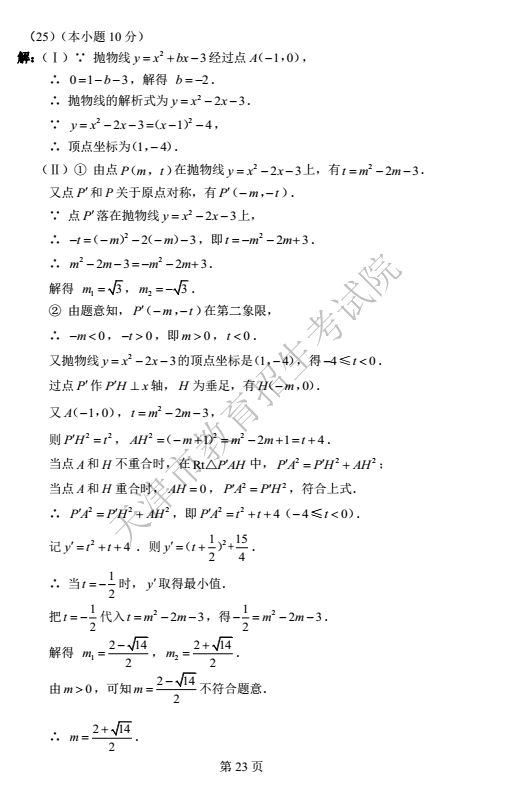 （25）（本小题 10 分）
解：（Ⅰ）∵ 抛物线 y = x² + bx − 3 经过点 A（−1，0），
∴ 0 = 1 − b − 3，解得 b = −2．
∴ 抛物线的解析式为 y = x² − 2x − 3．
∵ y = x² − 2x − 3 =（x − 1）² − 4，
∴ 顶点坐标为（1，−4）．
（Ⅱ）① 由点 P（m，t）在抛物线 y = x² − 2x − 3 上，有 t = m² − 2m − 3．
又点 P′ 和 P 关于原点对称，有 P′（−m，−t）．
∵ 点 P′ 落在抛物线 y = x² − 2x − 3 上，
∴ −t =（−m）² − 2（−m）− 3，即 t = −m² − 2m + 3．
∴ m² − 2m − 3 = −m² − 2m + 3．
解得 m₁ = √3，m₂ = −√3．
② 由题意知，P′（−m，−t）在第二象限，
∴ −m < 0，−t > 0，即 m > 0，t < 0．
又抛物线 y = x² − 2x − 3 的顶点坐标是（1，−4），得 −4 ≤ t < 0．
过点 P′ 作 P′H ⊥ x 轴，H 为垂足，有 H（−m，0）．
又 A（−1，0），t = m² − 2m − 3，
则 P′H² = t²，AH² =（−m + 1）² = m² − 2m + 1 = t + 4．
当点 A 和 H 不重合时，在 Rt△P′AH 中，P′A² = P′H² + AH²；
当点 A 和 H 重合时，AH = 0，P′A² = P′H²，符合上式．
∴ P′A² = P′H² + AH²，即 P′A² = t² + t + 4（−4 ≤ t < 0）．
记 y′ = t² + t + 4．则 y′ =（t + 1/2）² + 15/4．
∴ 当 t = −1/2 时，y′ 取得最小值．
把 t = −1/2 代入 t = m² − 2m − 3，得 −1/2 = m² − 2m − 3．
解得 m₁ = (2 − √14)/2，m₂ = (2 + √14)/2．
由 m > 0，可知 m = (2 − √14)/2 不符合题意．
∴ m = (2 + √14)/2．
第 23 页
天津市教育招生考试院